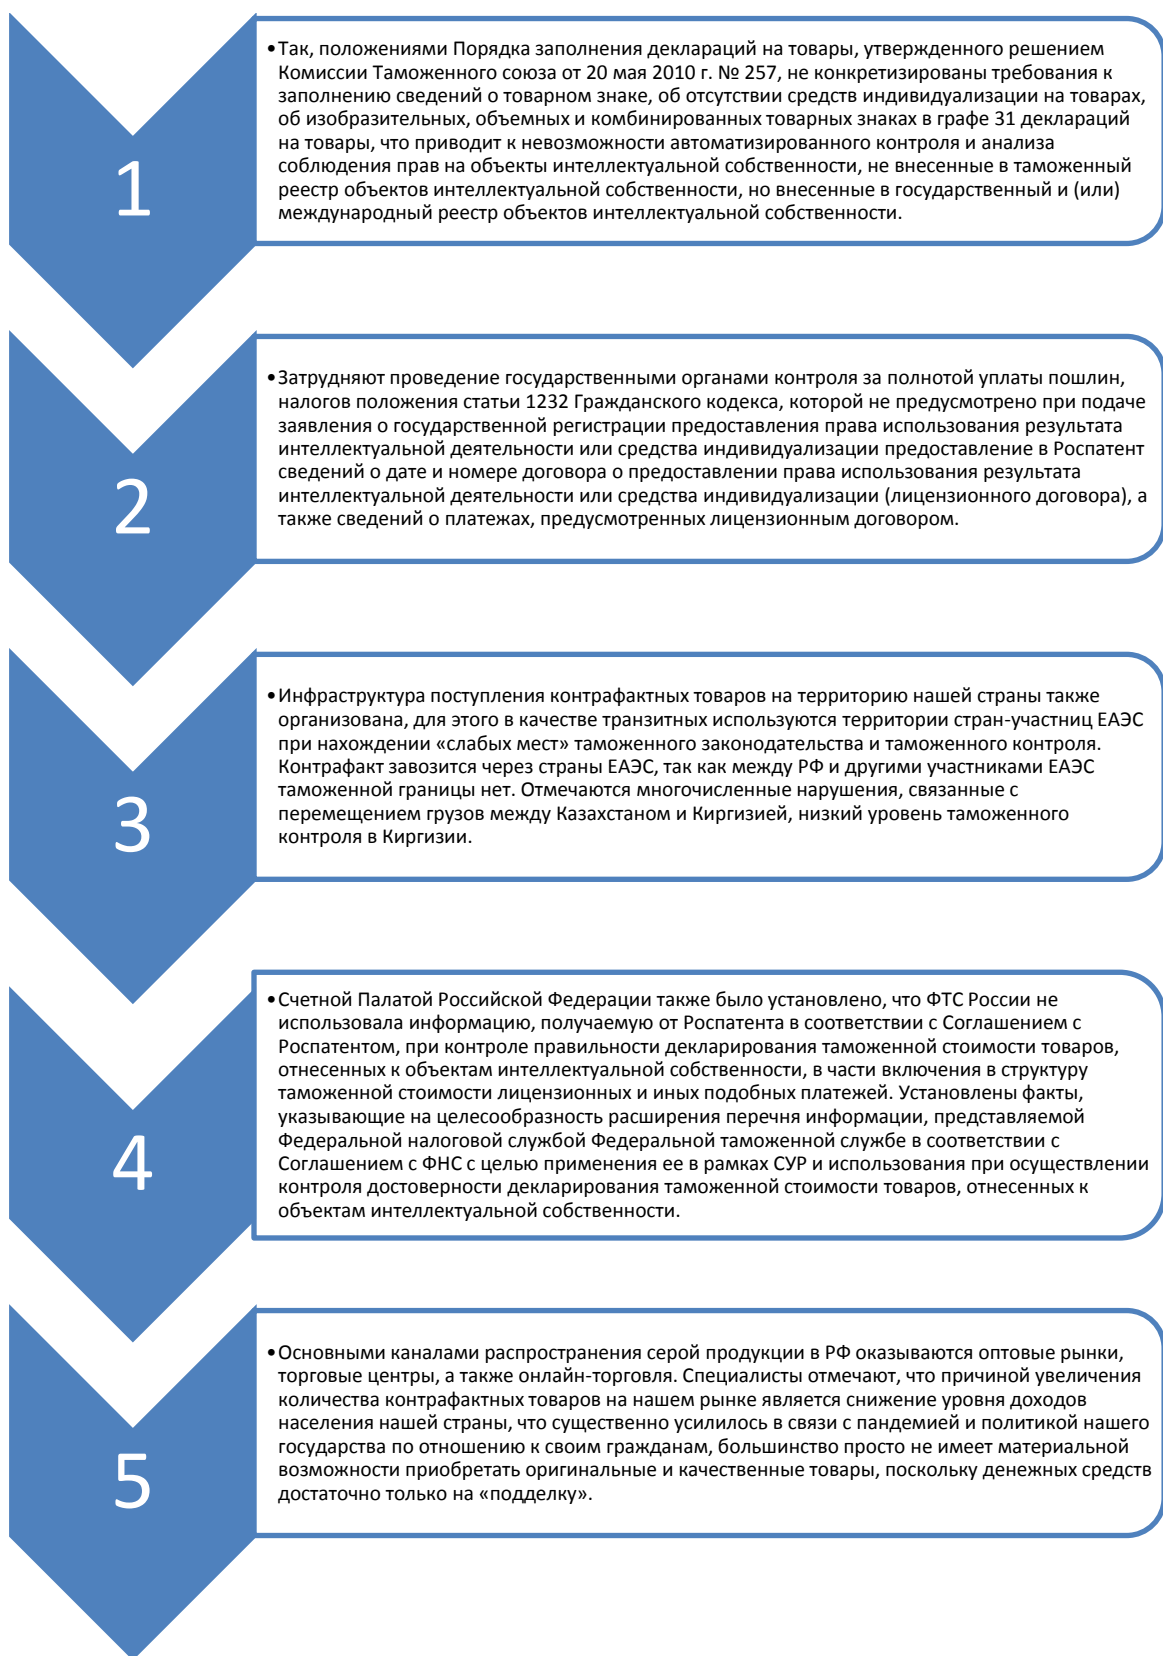 1
•Так, положениями Порядка заполнения деклараций на товары, утвержденного решением
Комиссии Таможенного союза от 20 мая 2010 г. № 257, не конкретизированы требования к
заполнению сведений о товарном знаке, об отсутствии средств индивидуализации на товарах,
об изобразительных, объемных и комбинированных товарных знаках в графе 31 деклараций
на товары, что приводит к невозможности автоматизированного контроля и анализа
соблюдения прав на объекты интеллектуальной собственности, не внесенные в таможенный
реестр объектов интеллектуальной собственности, но внесенные в государственный и (или)
международный реестр объектов интеллектуальной собственности.
2
•Затрудняют проведение государственными органами контроля за полнотой уплаты пошлин,
налогов положения статьи 1232 Гражданского кодекса, которой не предусмотрено при подаче
заявления о государственной регистрации предоставления права использования результата
интеллектуальной деятельности или средства индивидуализации предоставление в Роспатент
сведений о дате и номере договора о предоставлении права использования результата
интеллектуальной деятельности или средства индивидуализации (лицензионного договора), а
также сведений о платежах, предусмотренных лицензионным договором.
3
•Инфраструктура поступления контрафактных товаров на территорию нашей страны также
организована, для этого в качестве транзитных используются территории стран-участниц ЕАЭС
при нахождении «слабых мест» таможенного законодательства и таможенного контроля.
Контрафакт завозится через страны ЕАЭС, так как между РФ и другими участниками ЕАЭС
таможенной границы нет. Отмечаются многочисленные нарушения, связанные с
перемещением грузов между Казахстаном и Киргизией, низкий уровень таможенного
контроля в Киргизии.
4
•Счетной Палатой Российской Федерации также было установлено, что ФТС России не
использовала информацию, получаемую от Роспатента в соответствии с Соглашением с
Роспатентом, при контроле правильности декларирования таможенной стоимости товаров,
отнесенных к объектам интеллектуальной собственности, в части включения в структуру
таможенной стоимости лицензионных и иных подобных платежей. Установлены факты,
указывающие на целесообразность расширения перечня информации, представляемой
Федеральной налоговой службой Федеральной таможенной службе в соответствии с
Соглашением с ФНС с целью применения ее в рамках СУР и использования при осуществлении
контроля достоверности декларирования таможенной стоимости товаров, отнесенных к
объектам интеллектуальной собственности.
5
•Основными каналами распространения серой продукции в РФ оказываются оптовые рынки,
торговые центры, а также онлайн-торговля. Специалисты отмечают, что причиной увеличения
количества контрафактных товаров на нашем рынке является снижение уровня доходов
населения нашей страны, что существенно усилилось в связи с пандемией и политикой нашего
государства по отношению к своим гражданам, большинство просто не имеет материальной
возможности приобретать оригинальные и качественные товары, поскольку денежных средств
достаточно только на «подделку».